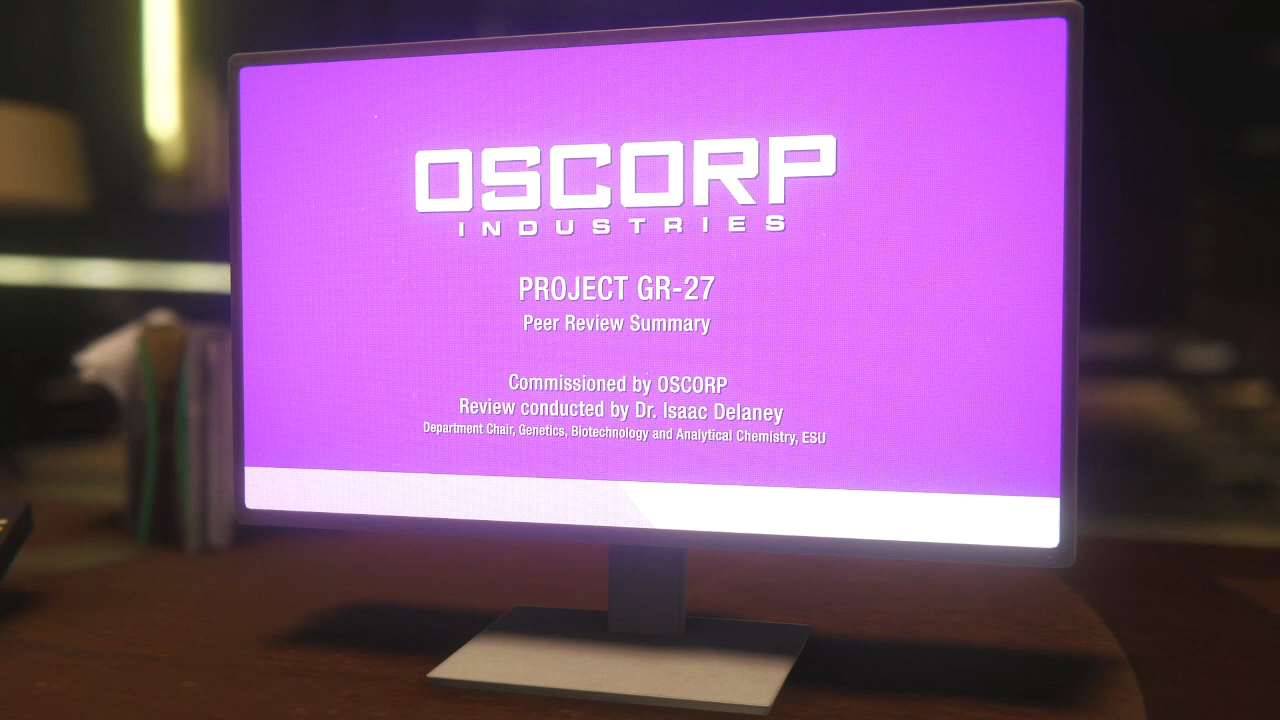 OSCORP
INDUSTRIES
PROJECT GR-27
Peer Review Summary
Commissioned by OSCORP
Review conducted by Dr. Isaac Delaney
Department Chair, Genetics, Biotechnology and Analytical Chemistry, ESU